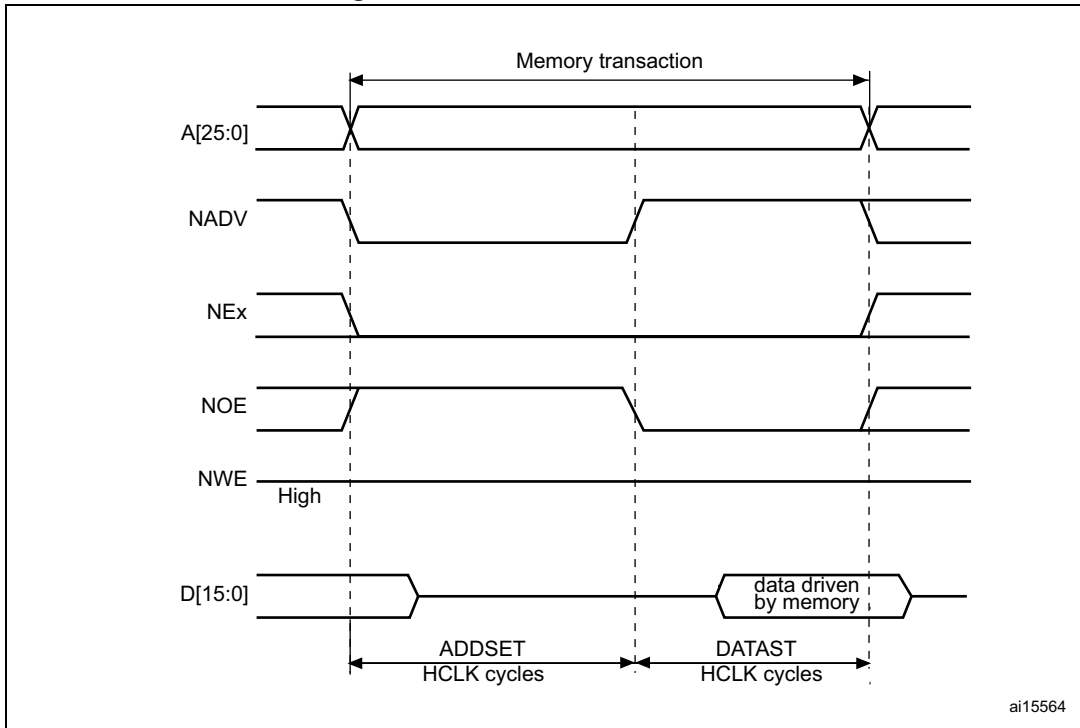 Memory transaction
A[25:0]
NADV
NEx
NOE
NWE
High
D[15:0]
data driven
by memory
ADDSET
HCLK cycles
DATAST
HCLK cycles
ai15564